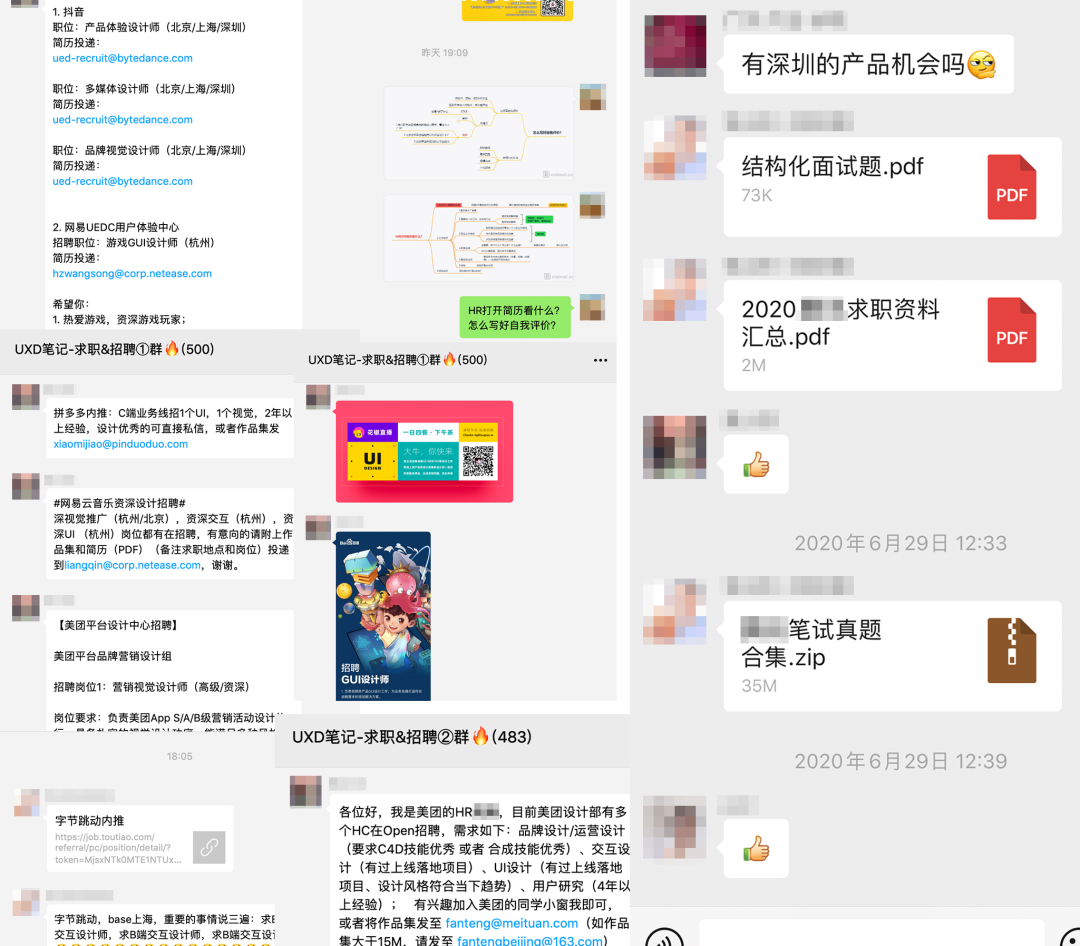 1. 抖音
职位：产品体验设计师（北京/上海/深圳）
简历投递：
ued-recruit@bytedance.com
职位：多媒体设计师（北京/上海/深圳）
简历投递：
ued-recruit@bytedance.com
职位：品牌视觉设计师（北京/上海/深圳）
简历投递：
ued-recruit@bytedance.com
2. 网易UEDC用户体验中心
招聘职位：游戏GUI设计师（杭州）
简历投递：
hzwangsong@corp.netease.com
希望你：
1. 热爱游戏，资深游戏玩家；
UXD笔记-求职&招聘①群🔥(500)
拼多多内推：C端业务线招1个UI，1个视觉，2年以
上经验，设计优秀的可直接私信，或者作品集发
xiaomijiao@pinduoduo.com
#网易云音乐资深设计招聘#
深视觉推广（杭州/北京），资深交互（杭州），资
深UI （杭州）岗位都有在招聘，有意向的请附上作
品集和简历（PDF）（备注求职地点和岗位）投递
到liangqin@corp.netease.com，谢谢。
【美团平台设计中心招聘】
美团平台品牌营销设计组
招聘岗位1：营销视觉设计师（高级/资深）
岗位要求：负责美团App S/A/B级营销活动设计
18:05
字节跳动内推
https://job.toutiao.com/
referral/pc/position/detail/?
token=MjsxNTk0MTE1NTUx...
字节跳动，base上海，重要的事情说三遍：求B
交互设计师，求B端交互设计师，求B端交互设计
昨天 19:09
HR打开简历看什么？
怎么写好自我评价？
UXD笔记-求职&招聘①群🔥(500)
花椒直播
一日四餐·下午茶
UI
DESIGN
大牛，你快来
Bai
招聘
GUI设计师
UXD笔记-求职&招聘②群🔥(483)
各位好，我是美团的HR
，目前美团设计部有多
个HC在Open招聘，需求如下：品牌设计/运营设计
（要求C4D技能优秀 或者 合成技能优秀）、交互设
计（有过上线落地项目）、UI设计（有过上线落地
项目、设计风格符合当下趋势）、用户研究（4年以
上经验）； 有兴趣加入美团的同学小窗我即可，
或者将作品集发至 fanteng@meituan.com（如作品
集大于15M，请发至 fantengbeijing@163.com）
有深圳的产品机会吗
结构化面试题.pdf
73K
PDF
2020
求职资料
汇总.pdf
2M
PDF
2020年6月29日 12:33
笔试真题
合集.zip
35M
2020年6月29日 12:39